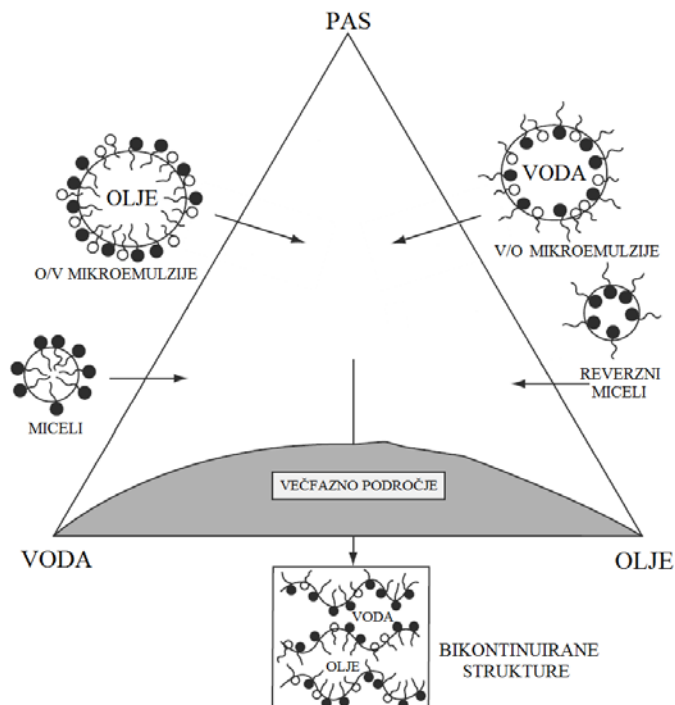 PAS
OLJE
O/V MIKROEMULZIJE
VODA
V/O MIKROEMULZIJE
MICELI
REVERZNI
MICELI
VEČFAZNO PODROČJE
VODA
OLJE
VODA
OLJE
BIKONTINUIRANE
STRUKTURE